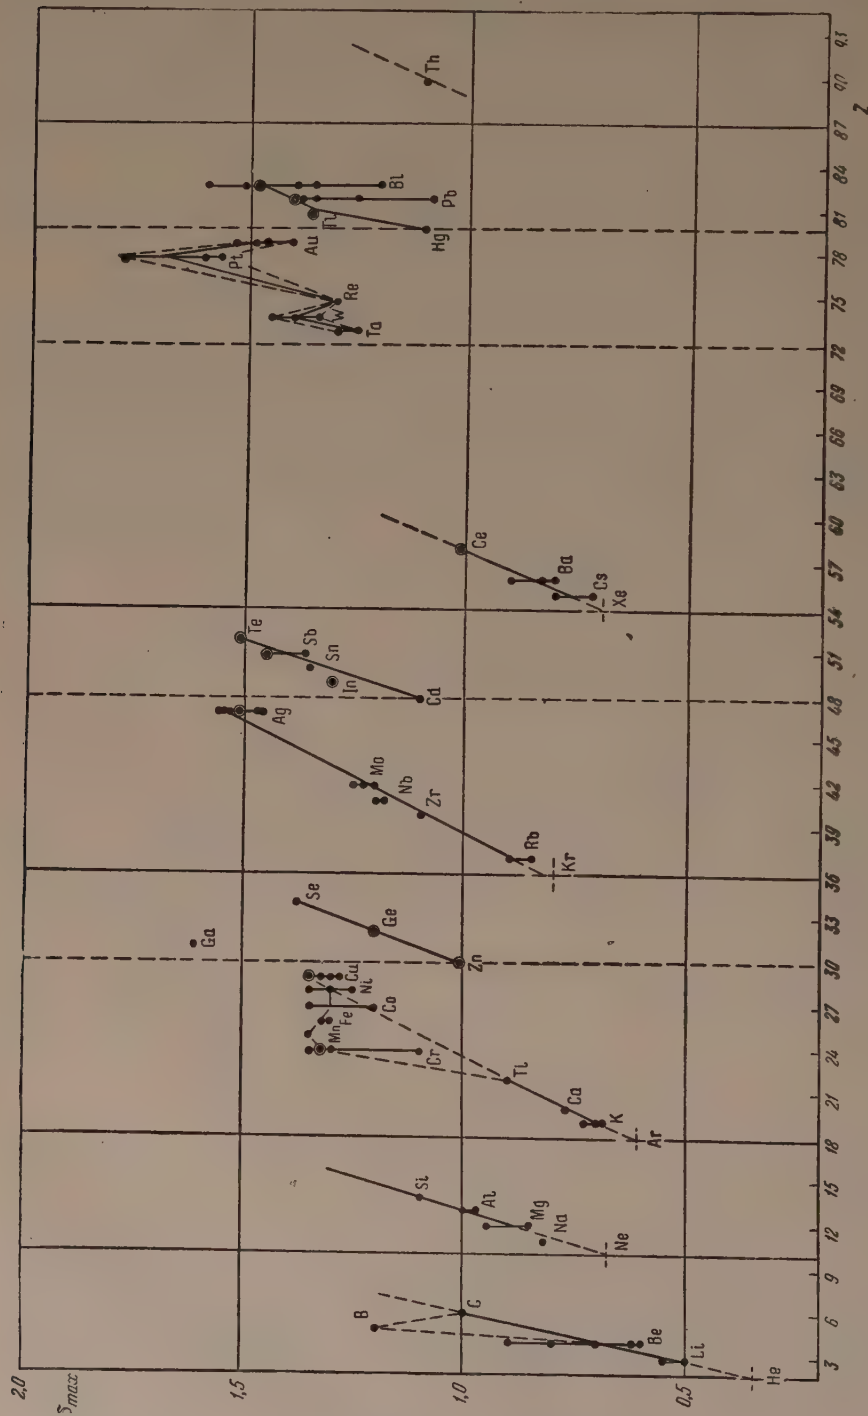 2,0
δmax
1,5
1,0
0,5
He
Li
Be
B
C
Ne
Na
Mg
Al
Si
Ar
K
Ca
Ti
Cr
Mn
Fe
Co
Ni
Cu
Zn
Ga
Ge
Se
Kr
Rb
Zr
Nb
Mo
Ag
Cd
In
Sn
Sb
Te
Xe
Cs
Ba
Ce
Ta
W
Re
Pt
Au
Hg
Tl
Pb
Bi
Th
3
6
9
12
15
18
21
24
27
30
33
36
39
42
45
48
51
54
57
60
63
66
69
72
75
78
81
84
87
90
93
Z